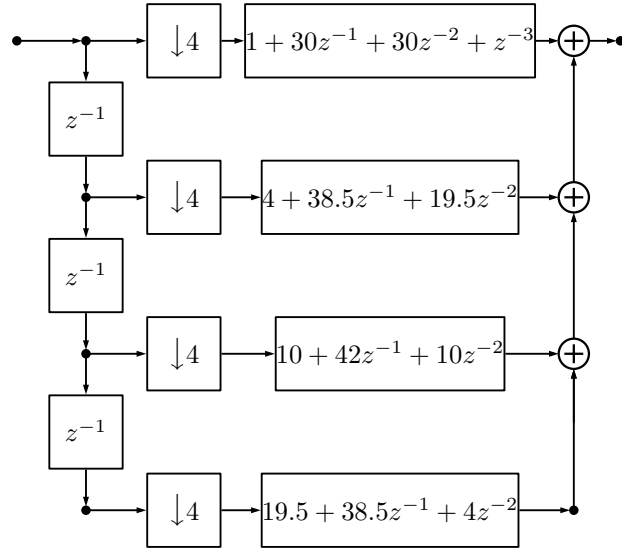 ↓4 1 + 30z⁻¹ + 30z⁻² + z⁻³
z⁻¹
↓4 4 + 38.5z⁻¹ + 19.5z⁻²
z⁻¹
↓4 10 + 42z⁻¹ + 10z⁻²
z⁻¹
↓4 19.5 + 38.5z⁻¹ + 4z⁻²